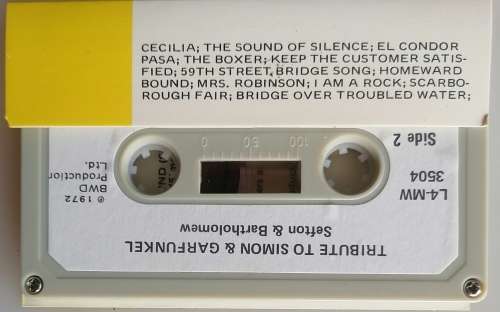 CECILIA; THE SOUND OF SILENCE; EL CONDOR
PASA; THE BOXER; KEEP THE CUSTOMER SATIS-
FIED; 59TH STREET, BRIDGE SONG; HOMEWARD
BOUND; MRS. ROBINSON; I AM A ROCK; SCARBO-
ROUGH FAIR; BRIDGE OVER TROUBLED WATER;
TRIBUTE TO SIMON & GARFUNKEL
Sefton & Bartholomew
L4-MW
3504
Side 2
℗ 1972
BWD
Production
Ltd.
0 50 100